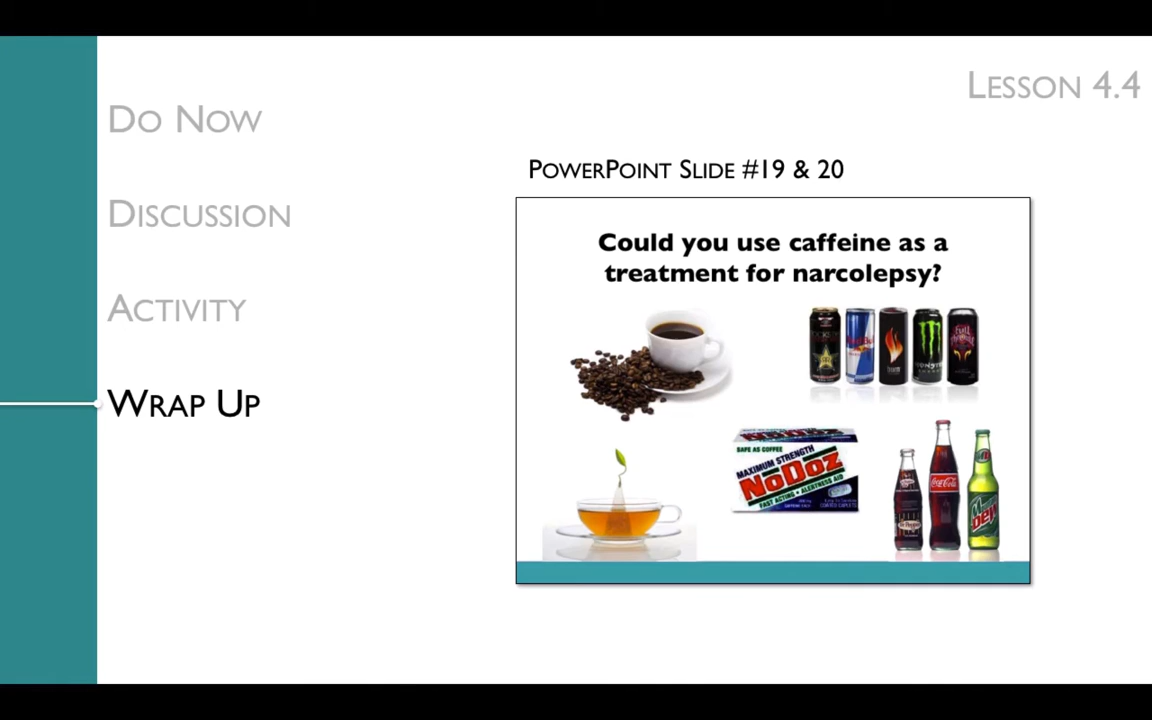 LESSON 4.4
DO NOW
DISCUSSION
ACTIVITY
WRAP UP
POWERPOINT SLIDE #19 & 20
Could you use caffeine as a
treatment for narcolepsy?
SAFE AS COFFEE
MAXIMUM STRENGTH
NoDoz
FAST ACTING • ALERTNESS AID
Coca-Cola